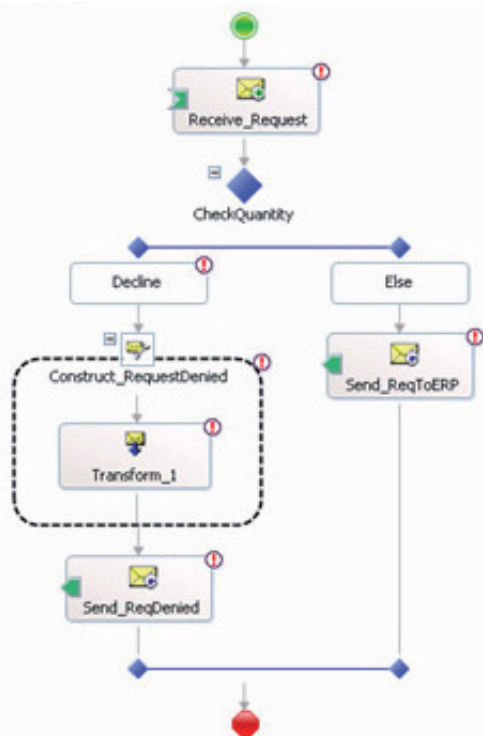 Receive_Request
CheckQuantity
Decline
Else
Construct_RequestDenied
Send_ReqToERP
Transform_1
Send_ReqDenied